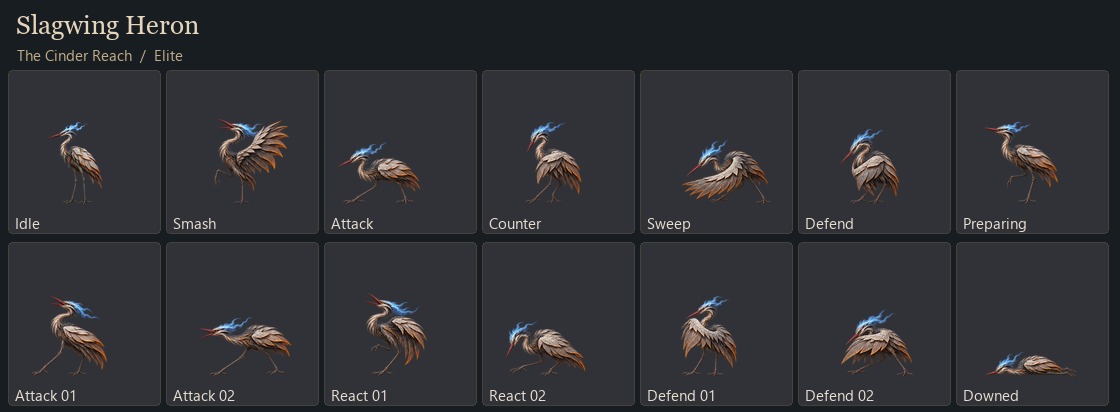 Slagwing Heron
The Cinder Reach / Elite
Idle
Smash
Attack
Counter
Sweep
Defend
Preparing
Attack 01
Attack 02
React 01
React 02
Defend 01
Defend 02
Downed